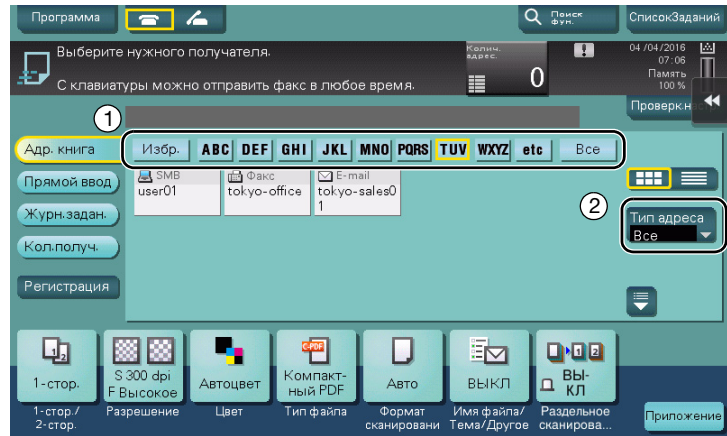 Программа
Поиск
фун.
СписокЗаданий
Выберите нужного получателя.
С клавиатуры можно отправить факс в любое время.
Колич.
адрес.
0
04/04/2016
07:06
Память
100 %
1
Адр. книга
Избр.
ABC
DEF
GHI
JKL
MNO
PQRS
TUV
WXYZ
etc
Все
SMB
user01
Факс
tokyo-office
E-mail
tokyo-sales0
1
Прямой ввод
Журн.задан.
Кол.получ.
Регистрация
2
Тип адреса
Все
1
2
1-стор.
S 300 dpi
F Высокое
Автоцвет
C-PDF
Компакт-
ный PDF
Авто
ВЫКЛ
1
2
ВЫ-
КЛ
1-стор./
2-стор.
Разрешение
Цвет
Тип файла
Формат
сканировани
Имя файла/
Тема/Другое
Раздельное
сканирова...
Приложение